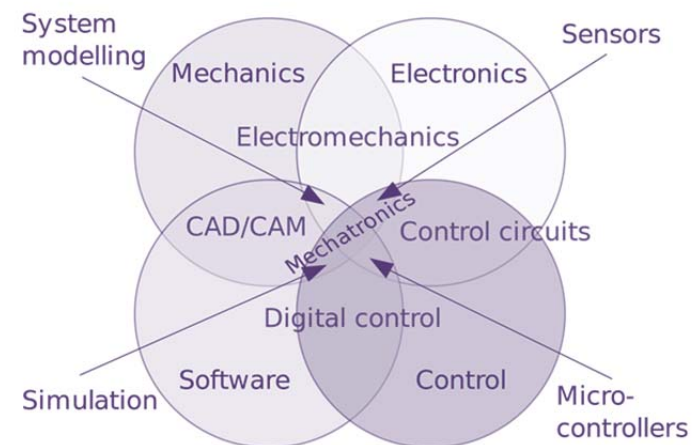 System
modelling
Sensors
Mechanics
Electronics
Electromechanics
CAD/CAM
Mechatronics
Control circuits
Digital control
Software
Control
Simulation
Micro-
controllers